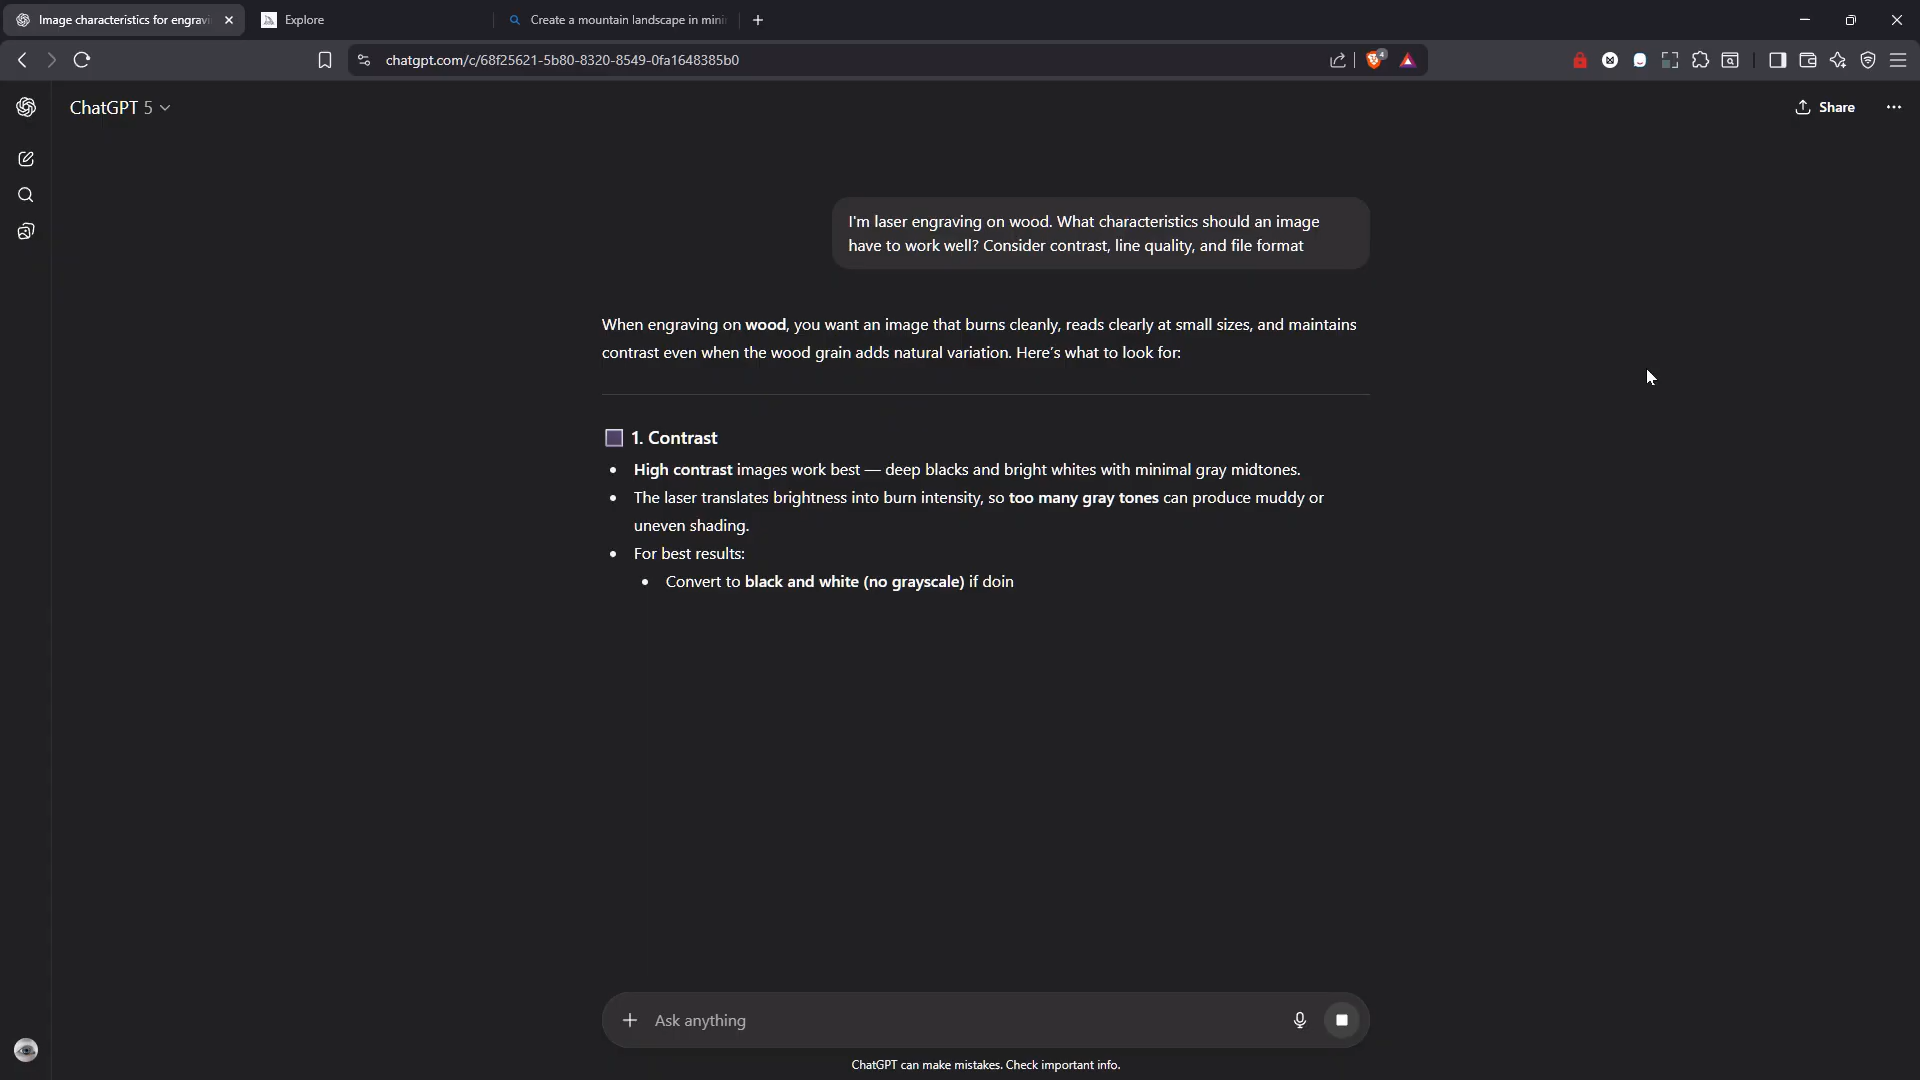 Image characteristics for engravi
Explore
Create a mountain landscape in mini
chatgpt.com/c/68f25621-5b80-8320-8549-0fa1648385b0
4
ChatGPT 5
Share
I'm laser engraving on wood. What characteristics should an image
have to work well? Consider contrast, line quality, and file format
When engraving on wood, you want an image that burns cleanly, reads clearly at small sizes, and maintains
contrast even when the wood grain adds natural variation. Here's what to look for:
1. Contrast
• High contrast images work best — deep blacks and bright whites with minimal gray midtones.
• The laser translates brightness into burn intensity, so too many gray tones can produce muddy or
uneven shading.
• For best results:
• Convert to black and white (no grayscale) if doin
Ask anything
ChatGPT can make mistakes. Check important info.